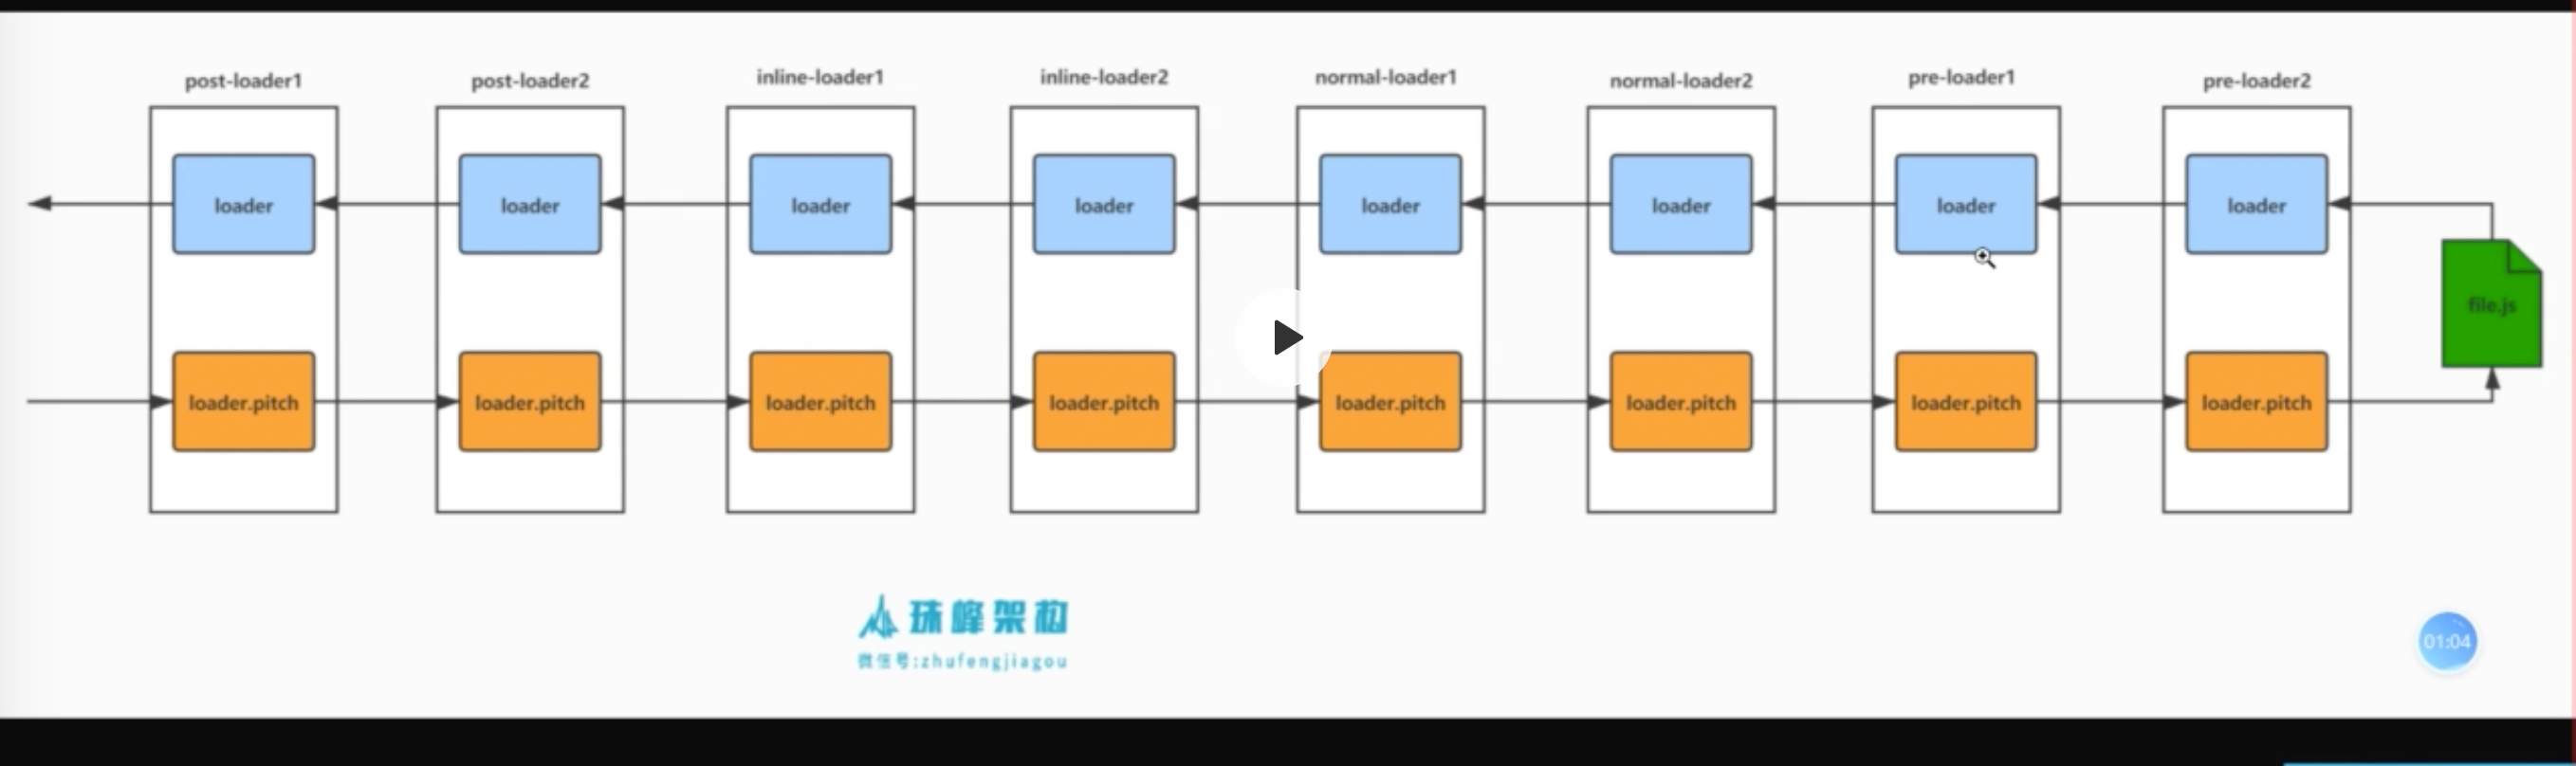 post-loader1
post-loader2
inline-loader1
inline-loader2
normal-loader1
normal-loader2
pre-loader1
pre-loader2
loader
loader
loader
loader
loader
loader
loader
loader
file.js
loader.pitch
loader.pitch
loader.pitch
loader.pitch
loader.pitch
loader.pitch
loader.pitch
loader.pitch
珠峰架构
微信号:zhufengjiagou
01:04